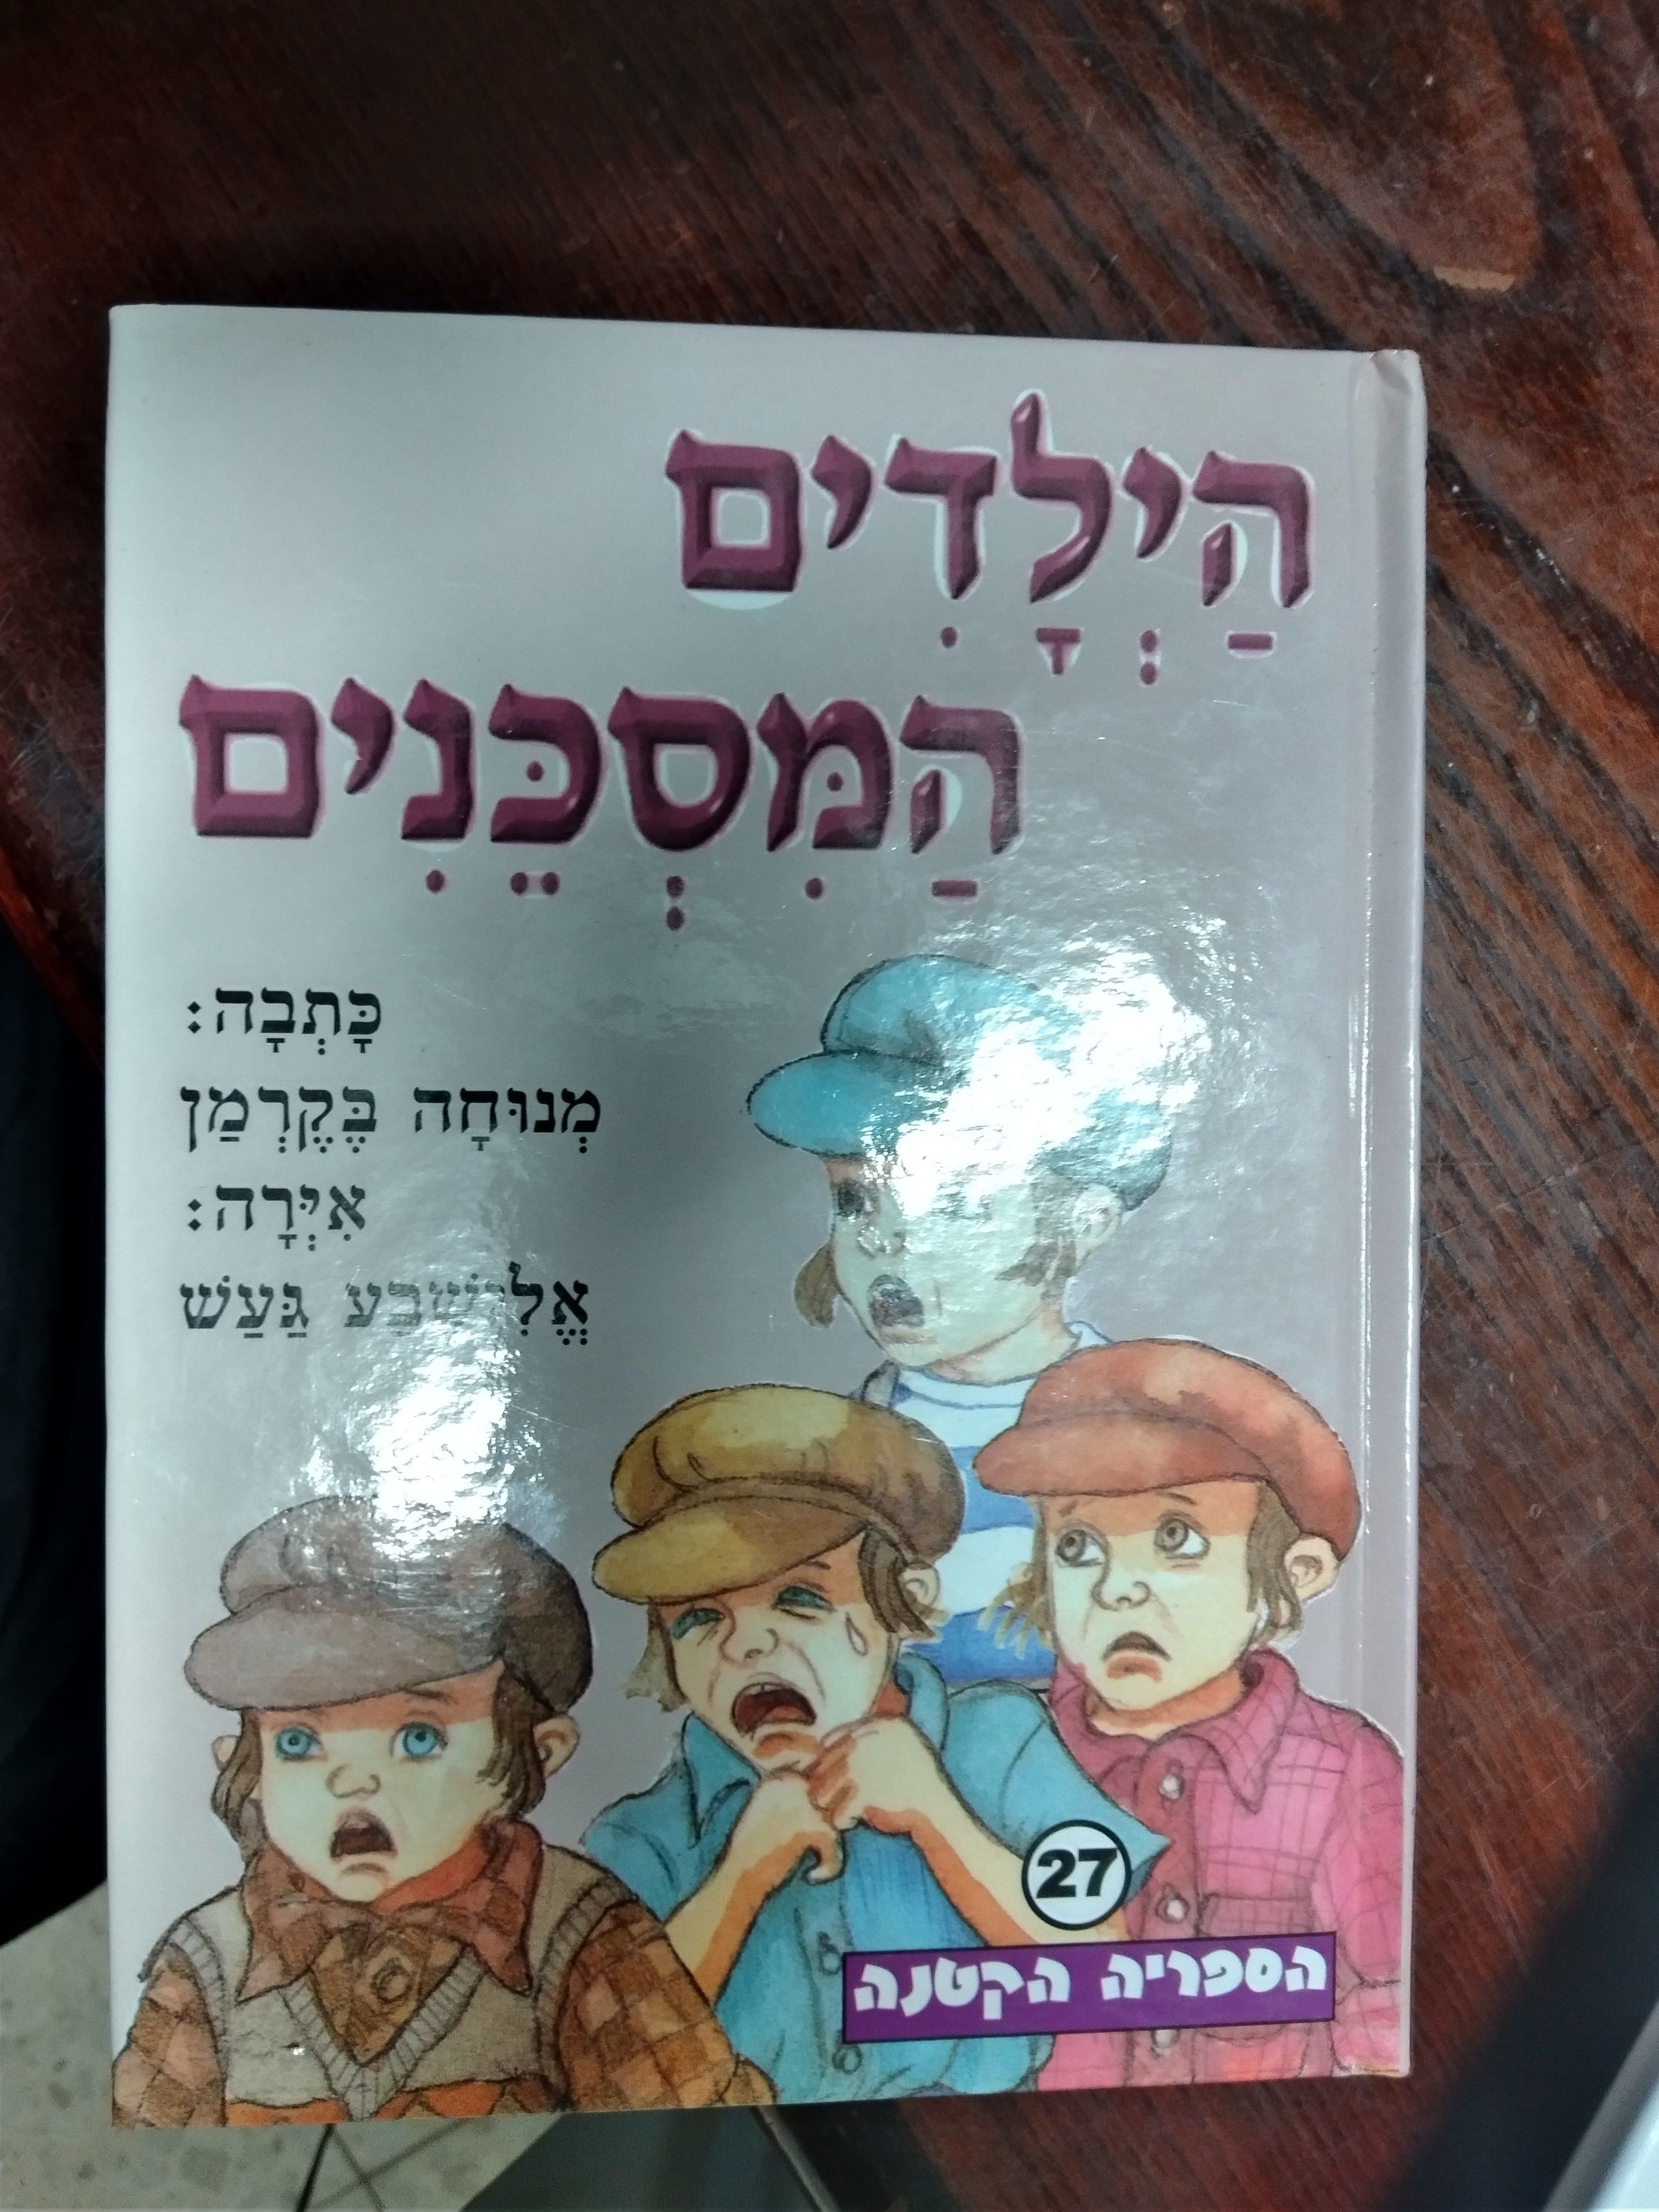 הַיְלָדִים
הַמִּסְכֵּנִים
כָּתְבָה:
מְנוּחָה בֶּקֶרְמַן
אִיְּרָה:
אֱלִישֶׁבַע גַּעַשׁ
27
הספריה הקטנה